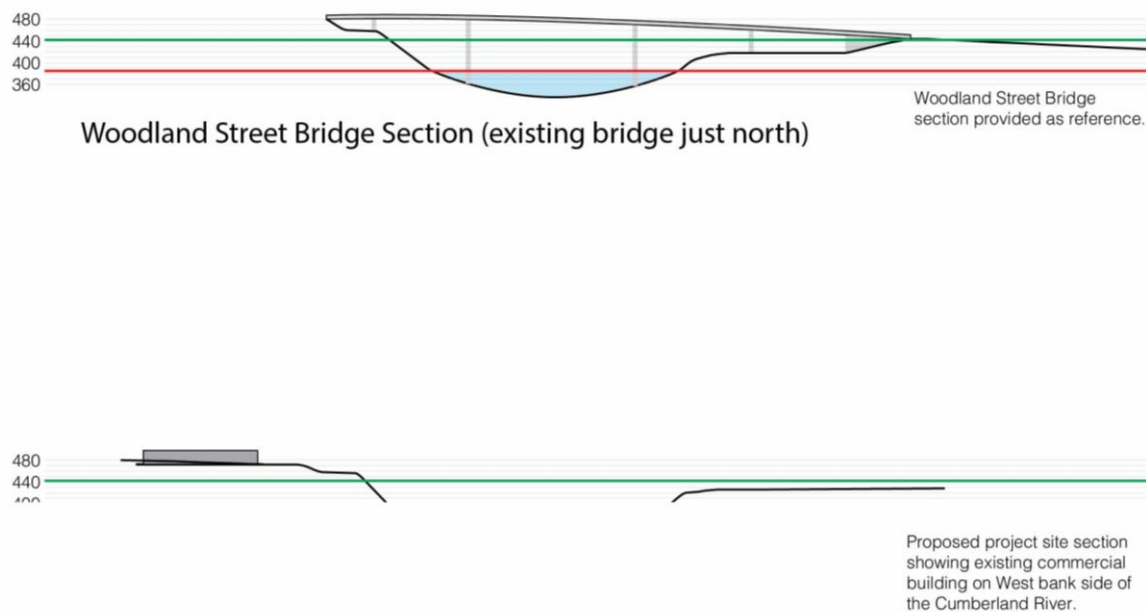 480
440
400
360
Woodland Street Bridge
section provided as reference.
Woodland Street Bridge Section (existing bridge just north)
480
440
400
Proposed project site section
showing existing commercial
building on West bank side of
the Cumberland River.